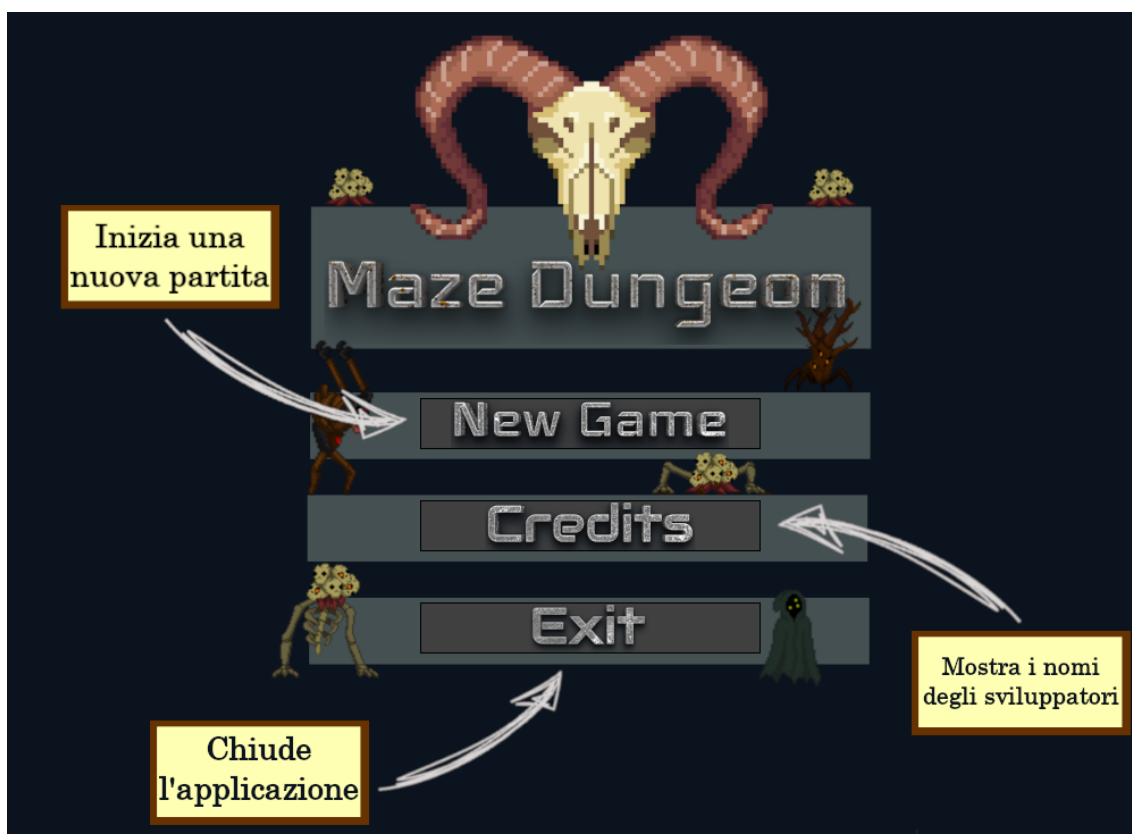 Inizia una
nuova partita
Maze Dungeon
New Game
Credits
Exit
Mostra i nomi
degli sviluppatori
Chiude
l'applicazione